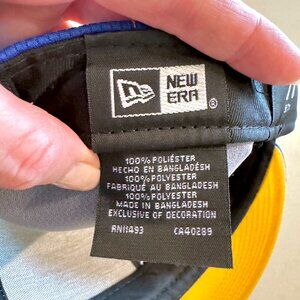 NEW
ERA®
100% POLIÉSTER
HECHO EN BANGLADÉSH
100% POLYESTER
FABRIQUÉ AU BANGLADESH
100% POLYESTER
MADE IN BANGLADESH
EXCLUSIVE OF DECORATION
RN11493 CA40289